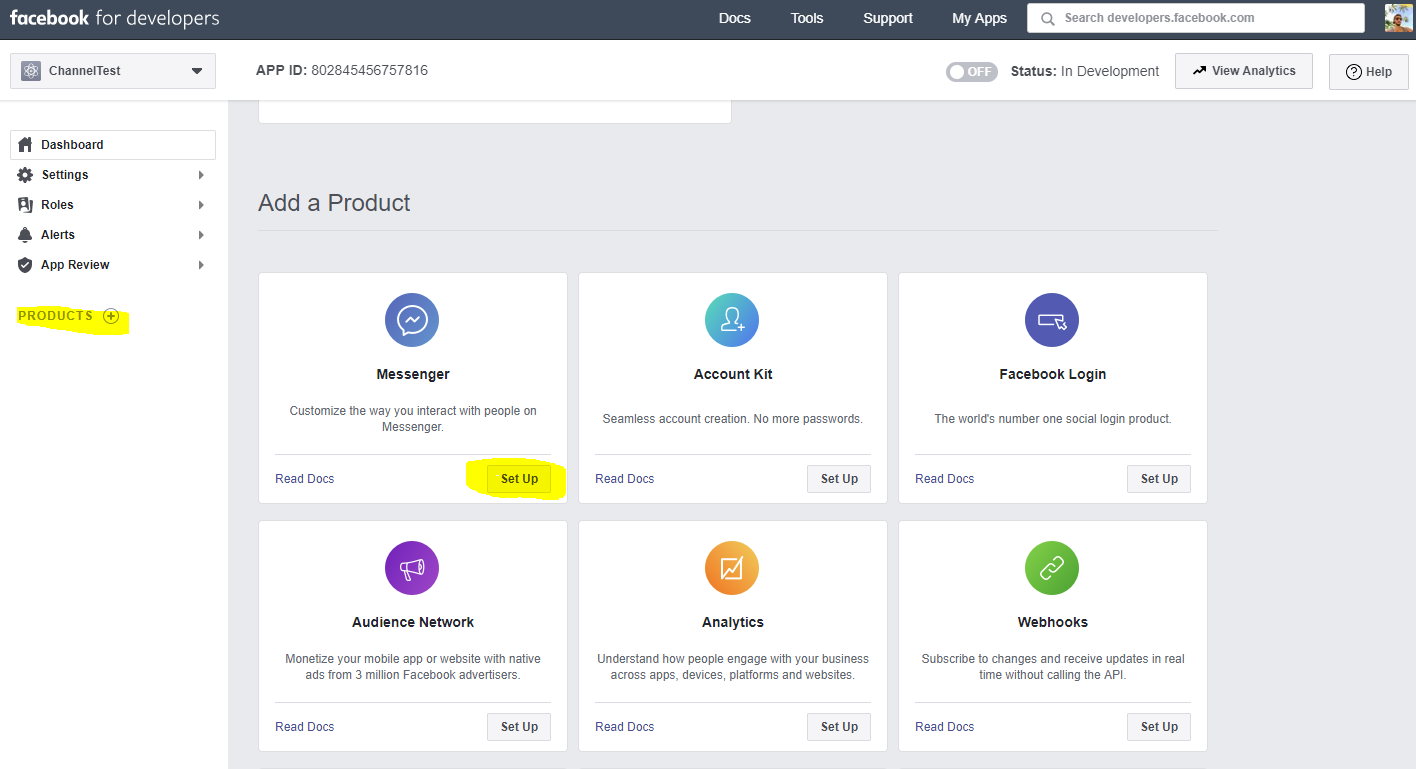 facebook for developers
Docs Tools Support My Apps Search developers.facebook.com
ChannelTest APP ID: 802845456757816 OFF Status: In Development View Analytics ? Help
Dashboard
Settings
Roles
Alerts
App Review
PRODUCTS +
Add a Product
Messenger
Customize the way you interact with people on
Messenger.
Read Docs Set Up
Account Kit
Seamless account creation. No more passwords.
Read Docs Set Up
Facebook Login
The world's number one social login product.
Read Docs Set Up
Audience Network
Monetize your mobile app or website with native
ads from 3 million Facebook advertisers.
Read Docs Set Up
Analytics
Understand how people engage with your business
across apps, devices, platforms and websites.
Read Docs Set Up
Webhooks
Subscribe to changes and receive updates in real
time without calling the API.
Read Docs Set Up